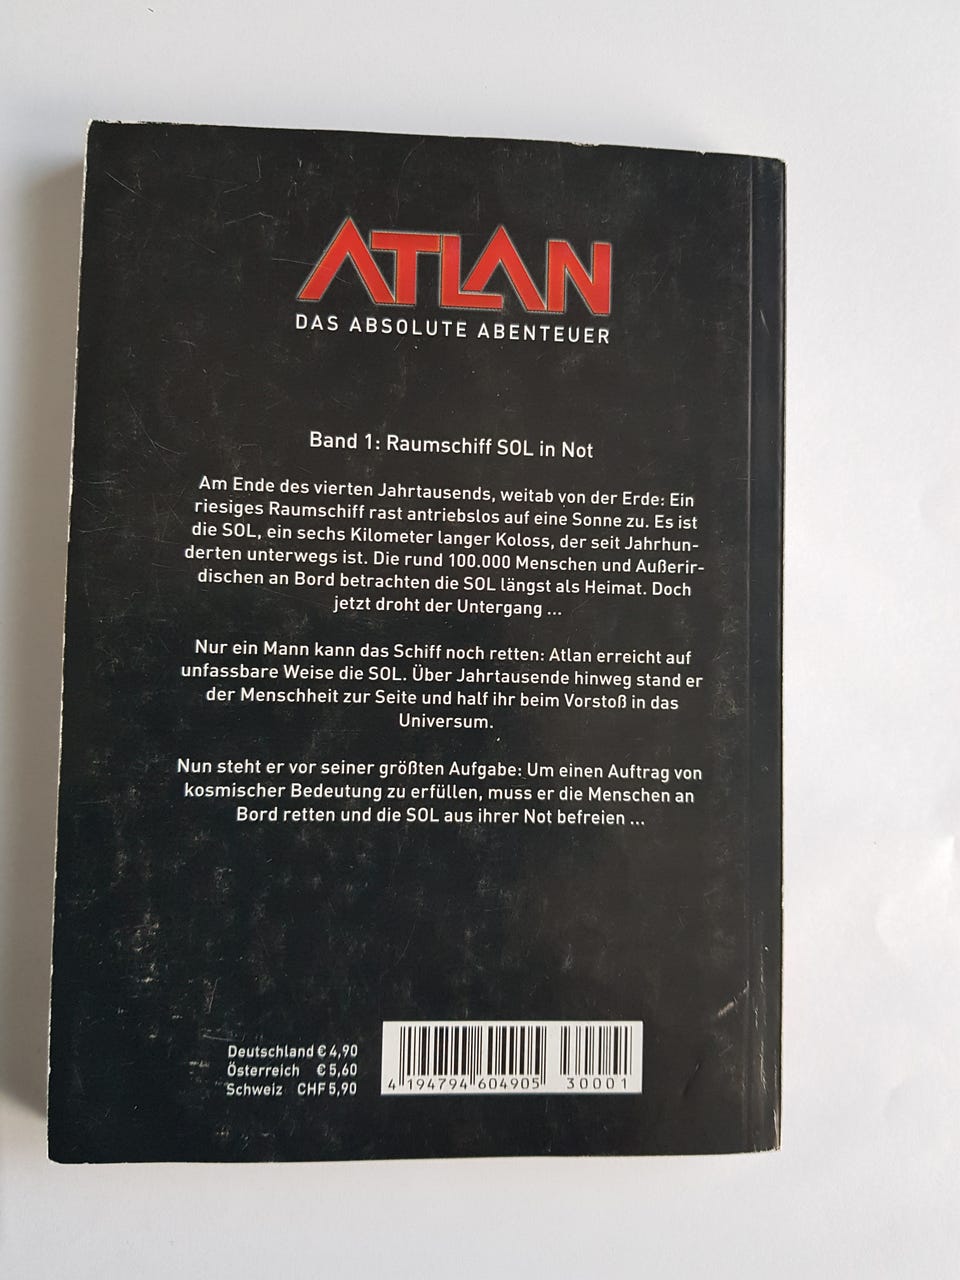 ATLAN
DAS ABSOLUTE ABENTEUER
Band 1: Raumschiff SOL in Not
Am Ende des vierten Jahrtausends, weitab von der Erde: Ein
riesiges Raumschiff rast antriebslos auf eine Sonne zu. Es ist
die SOL, ein sechs Kilometer langer Koloss, der seit Jahrhun-
derten unterwegs ist. Die rund 100.000 Menschen und Außerir-
dischen an Bord betrachten die SOL längst als Heimat. Doch
jetzt droht der Untergang ...
Nur ein Mann kann das Schiff noch retten: Atlan erreicht auf
unfassbare Weise die SOL. Über Jahrtausende hinweg stand er
der Menschheit zur Seite und half ihr beim Vorstoß in das
Universum.
Nun steht er vor seiner größten Aufgabe: Um einen Auftrag von
kosmischer Bedeutung zu erfüllen, muss er die Menschen an
Bord retten und die SOL aus ihrer Not befreien ...
Deutschland € 4,90
Österreich € 5,60
Schweiz CHF 5,90
4 194794 604905 30001